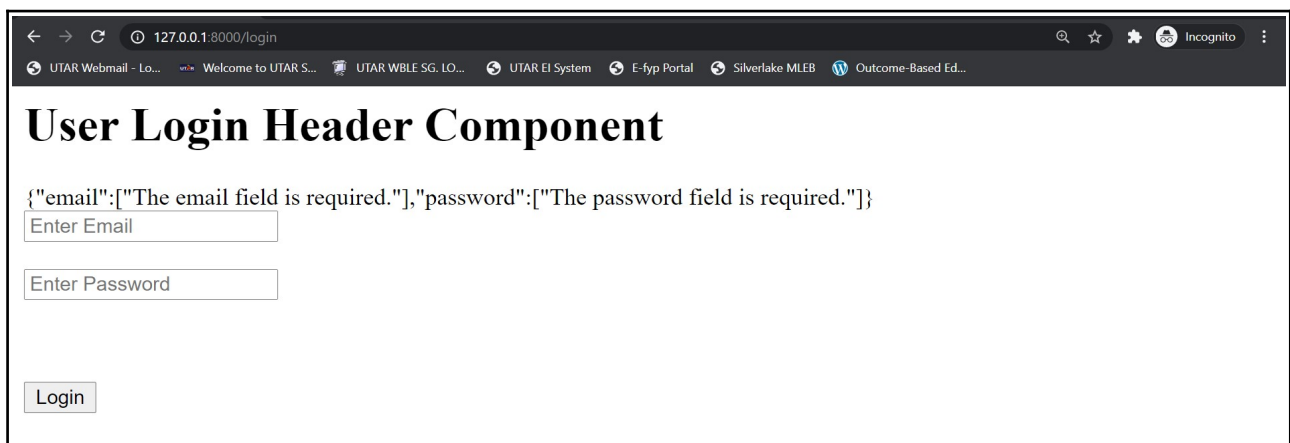 127.0.0.1:8000/login Incognito
UTAR Webmail - Lo... Welcome to UTAR S... UTAR WBLE SG. LO... UTAR EI System E-fyp Portal Silverlake MLEB Outcome-Based Ed...
User Login Header Component
{"email":["The email field is required."],"password":["The password field is required."]}
Enter Email
Enter Password
Login